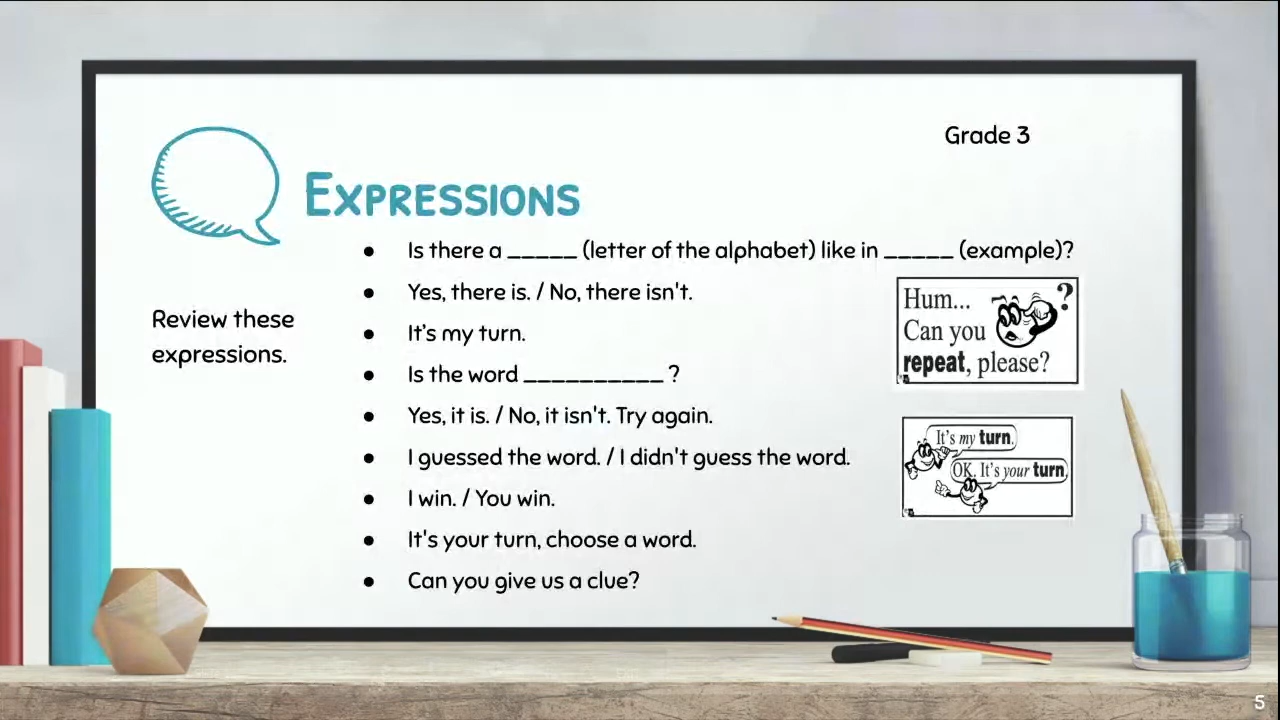 Grade 3
EXPRESSIONS
Review these
expressions.
● Is there a _____ (letter of the alphabet) like in _____ (example)?
● Yes, there is. / No, there isn't.
● It's my turn.
● Is the word __________ ?
● Yes, it is. / No, it isn't. Try again.
● I guessed the word. / I didn't guess the word.
● I win. / You win.
● It's your turn, choose a word.
● Can you give us a clue?
Hum... ?
Can you
repeat, please?
It's my turn.
OK. It's your turn.
5